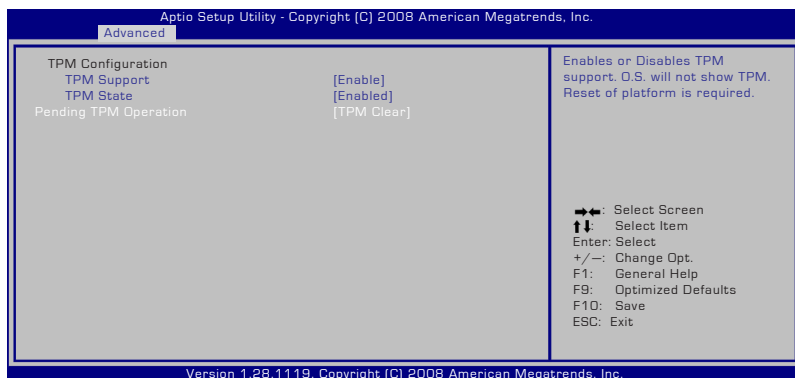 Aptio Setup Utility - Copyright (C) 2008 American Megatrends, Inc.
Advanced
TPM Configuration
TPM Support [Enable]
TPM State [Enabled]
Pending TPM Operation [TPM Clear]
Enables or Disables TPM
support. O.S. will not show TPM.
Reset of platform is required.
→←: Select Screen
↑↓: Select Item
Enter: Select
+/—: Change Opt.
F1: General Help
F9: Optimized Defaults
F10: Save
ESC: Exit
Version 1.28.1119. Copyright (C) 2008 American Megatrends, Inc.